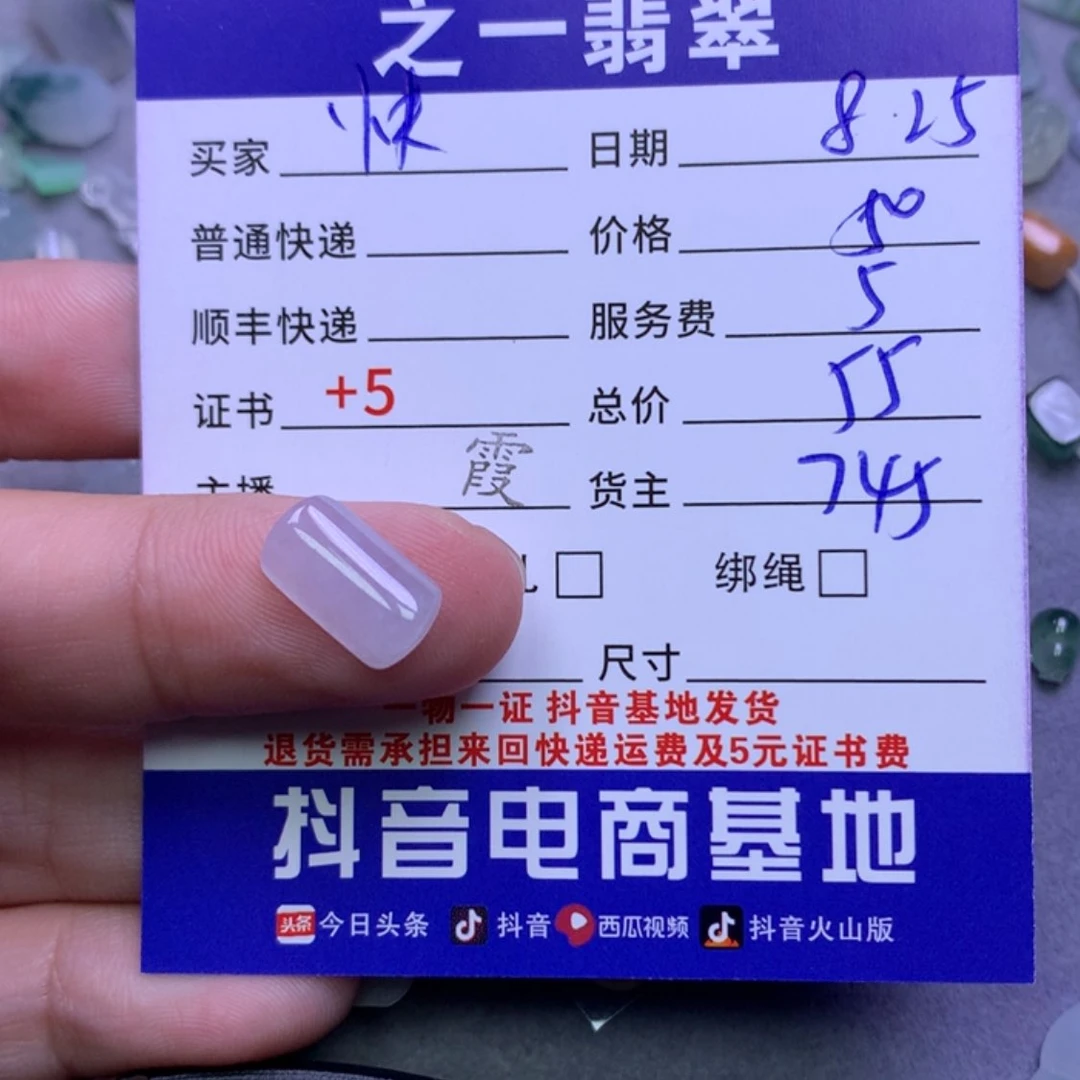 之一翡翠
买家 快 日期 8.25
普通快递 价格 50
顺丰快递 服务费 5
证书 +5 总价 55
主播 霞 货主 745
绑绳
尺寸
一物一证 抖音基地发货
退货需承担来回快递运费及5元证书费
抖音电商基地
头条 今日头条 抖音 西瓜视频 抖音火山版